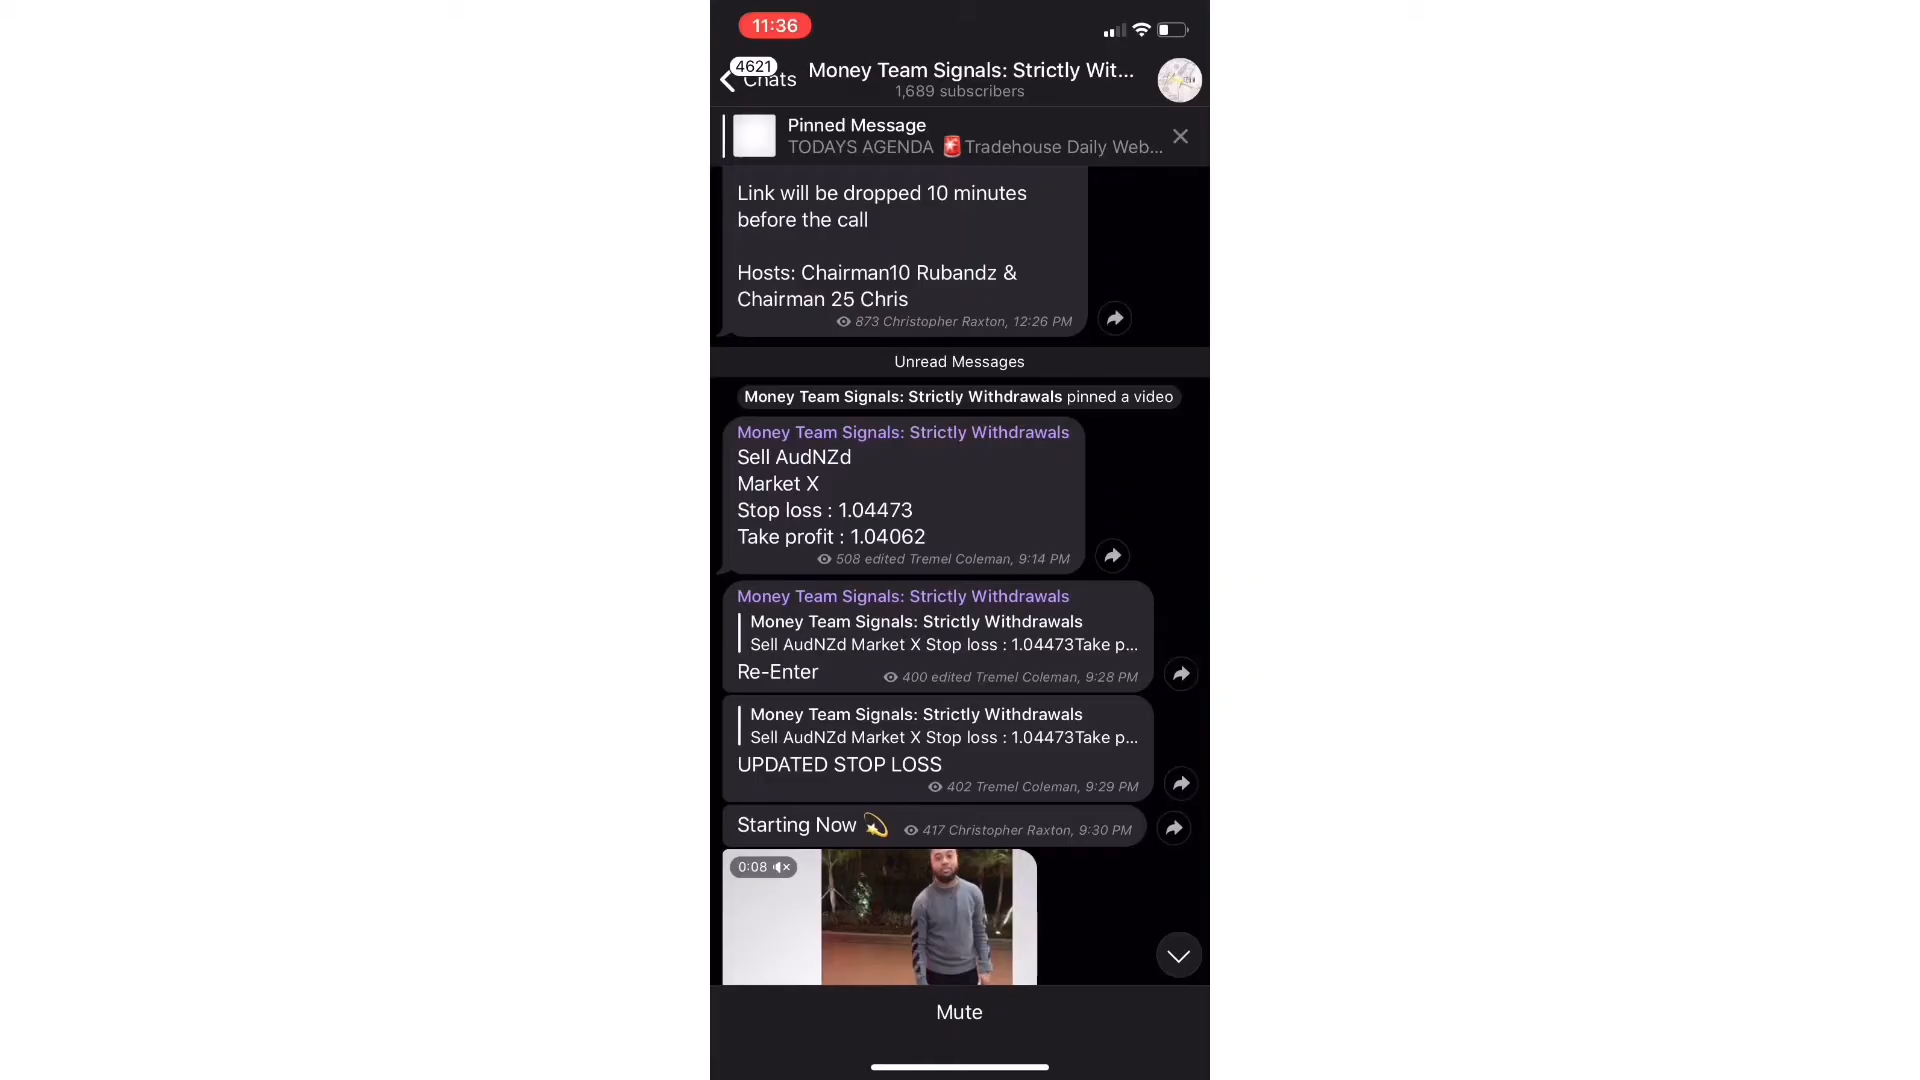 11:36
4621
Chats
Money Team Signals: Strictly Wit...
1,689 subscribers
Pinned Message
TODAYS AGENDA 🚨Tradehouse Daily Web...
Link will be dropped 10 minutes
before the call
Hosts: Chairman10 Rubandz &
Chairman 25 Chris
873 Christopher Raxton, 12:26 PM
Unread Messages
Money Team Signals: Strictly Withdrawals pinned a video
Money Team Signals: Strictly Withdrawals
Sell AudNZd
Market X
Stop loss : 1.04473
Take profit : 1.04062
508 edited Tremel Coleman, 9:14 PM
Money Team Signals: Strictly Withdrawals
Money Team Signals: Strictly Withdrawals
Sell AudNZd Market X Stop loss : 1.04473Take p...
Re-Enter
400 edited Tremel Coleman, 9:28 PM
Money Team Signals: Strictly Withdrawals
Sell AudNZd Market X Stop loss : 1.04473Take p...
UPDATED STOP LOSS
402 Tremel Coleman, 9:29 PM
Starting Now 💫 417 Christopher Raxton, 9:30 PM
0:08
Mute